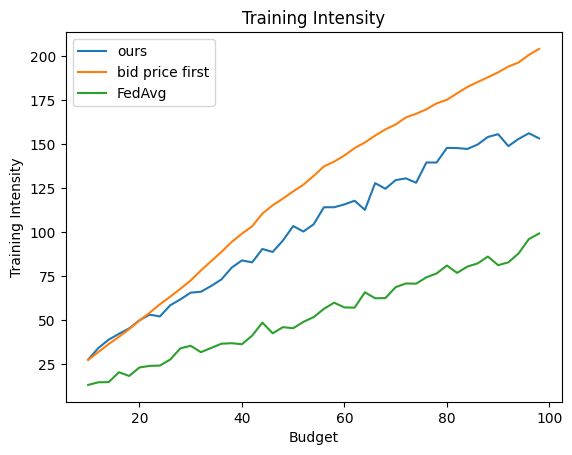 Training Intensity
ours
bid price first
FedAvg
Training Intensity
200
175
150
125
100
75
50
25
20
40
60
80
100
Budget